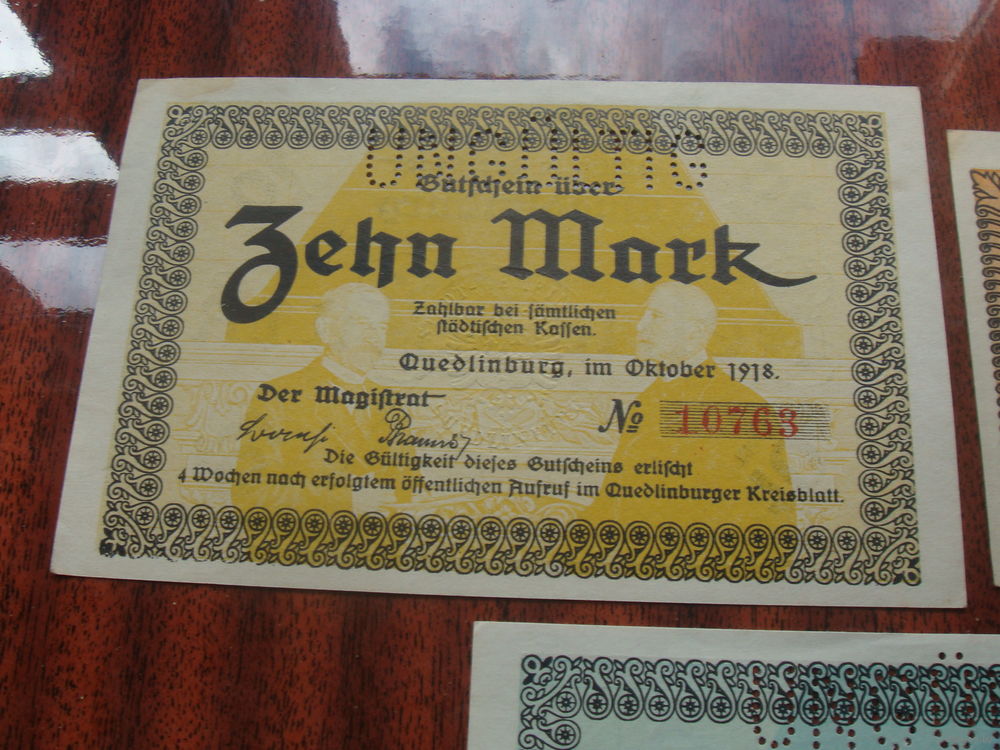 UNGÜLTIG
Gutschein über
Zehn Mark
Zahlbar bei sämtlichen
städtischen Kassen.
Quedlinburg, im Oktober 1918.
Der Magistrat
№ 10763
Die Gültigkeit dieses Gutscheins erlischt
4 Wochen nach erfolgtem öffentlichen Aufruf im Quedlinburger Kreisblatt.